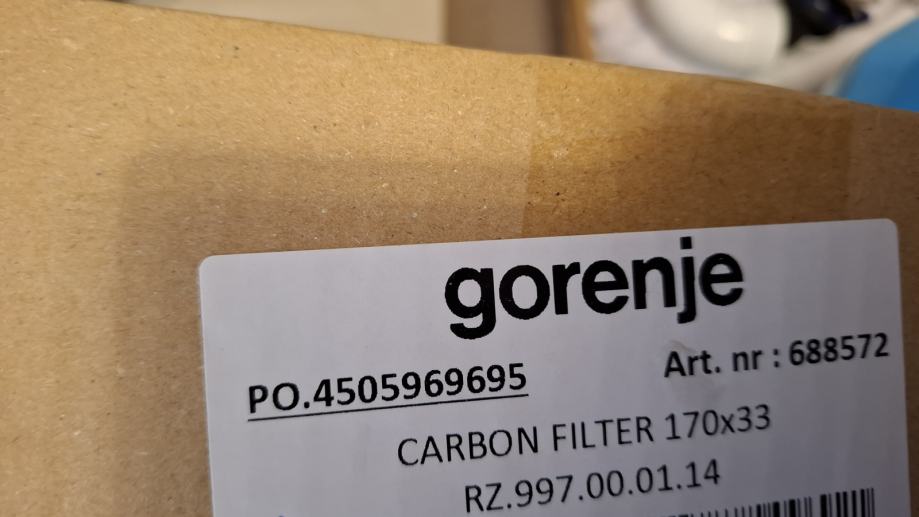 gorenje
PO.4505969695
Art. nr : 688572
CARBON FILTER 170x33
RZ.997.00.01.14